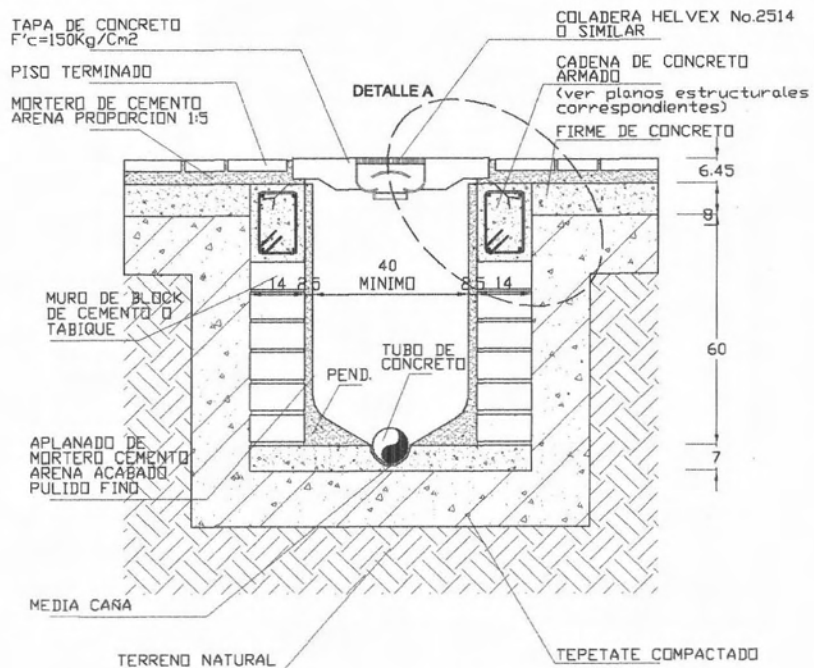 TAPA DE CONCRETO
F'c=150Kg/Cm2
PISO TERMINADO
MORTERO DE CEMENTO
ARENA PROPORCION 1:5
DETALLE A
COLADERA HELVEX No.2514
O SIMILAR
CADENA DE CONCRETO
ARMADO
(ver planos estructurales
correspondientes)
FIRME DE CONCRETO
6.45
8
14 2.5
40
MINIMO
2.5 14
MURO DE BLOCK
DE CEMENTO O
TABIQUE
TUBO DE
CONCRETO
PEND.
60
APLANADO DE
MORTERO CEMENTO
ARENA ACABADO
PULIDO FINO
7
MEDIA CAÑA
TERRENO NATURAL
TEPETATE COMPACTADO